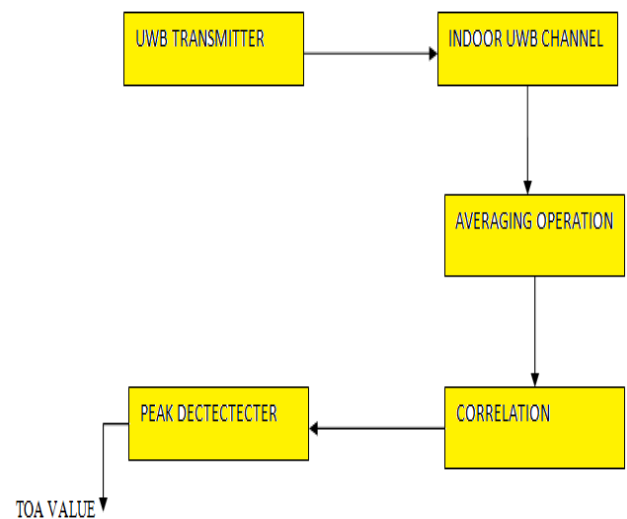 UWB TRANSMITTER
INDOOR UWB CHANNEL
AVERAGING OPERATION
CORRELATION
PEAK DECTECTECTER
TOA VALUE